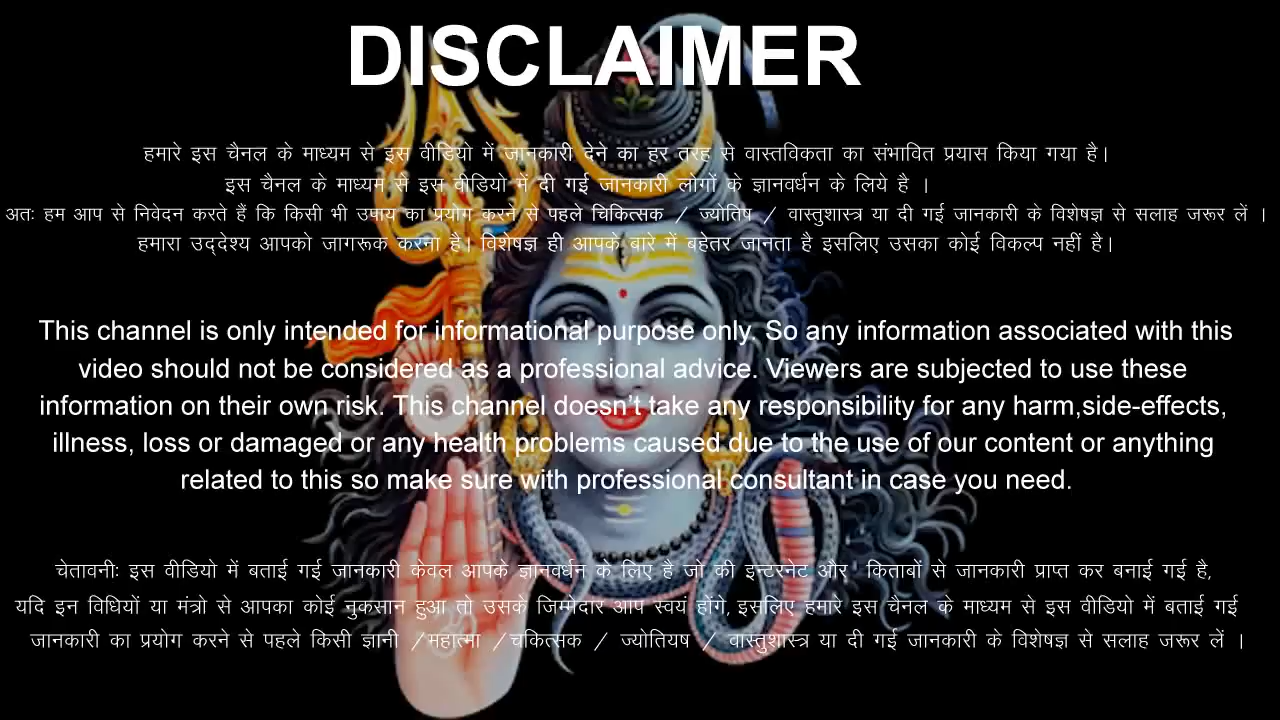 DISCLAIMER
हमारे इस चैनल के माध्यम से इस वीडियो में जानकारी देने का हर तरह से वास्तविकता का संभावित प्रयास किया गया है।
इस चैनल के माध्यम से इस वीडियो में दी गई जानकारी लोगों के ज्ञानवर्धन के लिये है ।
अतः हम आप से निवेदन करते हैं कि किसी भी उपाय का प्रयोग करने से पहले चिकित्सक / ज्योतिष / वास्तुशास्त्र या दी गई जानकारी के विशेषज्ञ से सलाह जरूर लें ।
हमारा उद्देश्य आपको जागरूक करना है। विशेषज्ञ ही आपके बारे में बहेतर जानता है इसलिए उसका कोई विकल्प नहीं है।
This channel is only intended for informational purpose only. So any information associated with this
video should not be considered as a professional advice. Viewers are subjected to use these
information on their own risk. This channel doesn't take any responsibility for any harm,side-effects,
illness, loss or damaged or any health problems caused due to the use of our content or anything
related to this so make sure with professional consultant in case you need.
चेतावनीः इस वीडियो में बताई गई जानकारी केवल आपके ज्ञानवर्धन के लिए है जो की इन्टरनेट और किताबों से जानकारी प्राप्त कर बनाई गई है,
यदि इन विधियों या मंत्रो से आपका कोई नुकसान हुआ तो उसके जिम्मेदार आप स्वयं होंगे, इसलिए हमारे इस चैनल के माध्यम से इस वीडियो में बताई गई
जानकारी का प्रयोग करने से पहले किसी ज्ञानी /महात्मा /चकित्सक / ज्योतियष / वास्तुशास्त्र या दी गई जानकारी के विशेषज्ञ से सलाह जरूर लें ।